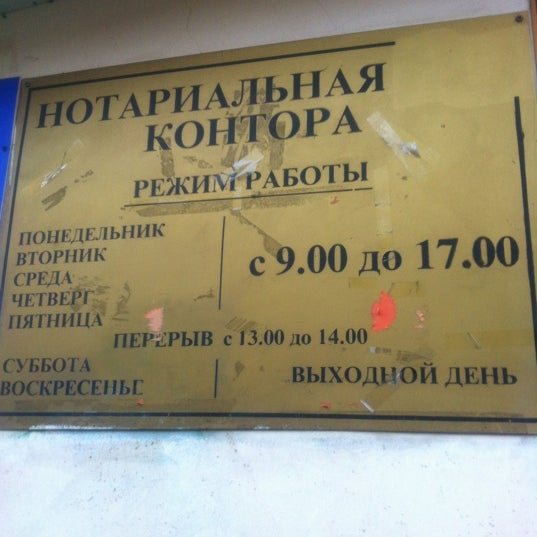 НОТАРИАЛЬНАЯ
КОНТОРА
РЕЖИМ РАБОТЫ
ПОНЕДЕЛЬНИК
ВТОРНИК
СРЕДА
ЧЕТВЕРГ
ПЯТНИЦА
с 9.00 до 17.00
ПЕРЕРЫВ с 13.00 до 14.00
СУББОТА
ВОСКРЕСЕНЬЕ
ВЫХОДНОЙ ДЕНЬ